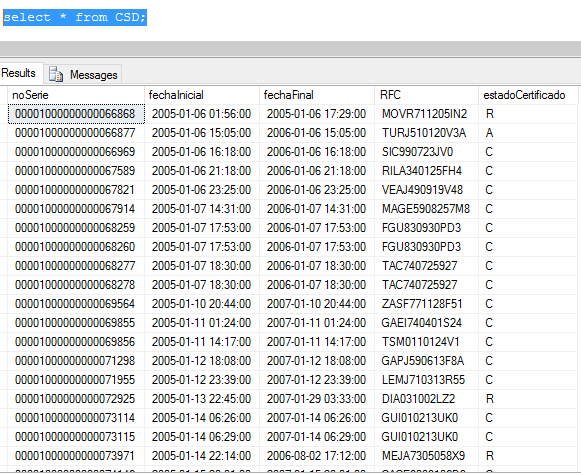 select * from CSD;
Results Messages
noSerie fechaInicial fechaFinal RFC estadoCertificado
00001000000000066868 2005-01-06 01:56:00 2006-01-06 17:29:00 MOVR711205IN2 R
00001000000000066877 2005-01-06 15:05:00 2006-01-06 15:05:00 TURJ510120V3A A
00001000000000066969 2005-01-06 16:18:00 2006-01-06 16:18:00 SIC990723JV0 C
00001000000000067589 2005-01-06 21:18:00 2006-01-06 21:18:00 RILA340125FH4 C
00001000000000067821 2005-01-06 23:25:00 2006-01-06 23:25:00 VEAJ490919V48 C
00001000000000067914 2005-01-07 14:31:00 2006-01-07 14:31:00 MAGE5908257M8 C
00001000000000068259 2005-01-07 17:53:00 2006-01-07 17:53:00 FGU830930PD3 C
00001000000000068260 2005-01-07 17:53:00 2006-01-07 17:53:00 FGU830930PD3 C
00001000000000068277 2005-01-07 18:30:00 2006-01-07 18:30:00 TAC740725927 C
00001000000000068278 2005-01-07 18:30:00 2006-01-07 18:30:00 TAC740725927 C
00001000000000069564 2005-01-10 20:44:00 2007-01-10 20:44:00 ZASF771128F51 C
00001000000000069855 2005-01-11 01:24:00 2007-01-11 01:24:00 GAEI740401S24 C
00001000000000069856 2005-01-11 14:17:00 2007-01-11 14:17:00 TSM0110124V1 C
00001000000000071298 2005-01-12 18:08:00 2007-01-12 18:08:00 GAPJ590613F8A C
00001000000000071955 2005-01-12 23:39:00 2007-01-12 23:39:00 LEMJ710313R55 C
00001000000000072925 2005-01-13 22:45:00 2007-01-29 03:33:00 DIA031002LZ2 R
00001000000000073114 2005-01-14 06:26:00 2007-01-14 06:26:00 GUI010213UK0 C
00001000000000073115 2005-01-14 06:29:00 2007-01-14 06:29:00 GUI010213UK0 C
00001000000000073971 2005-01-14 22:14:00 2006-08-02 17:12:00 MEJA7305058X9 R